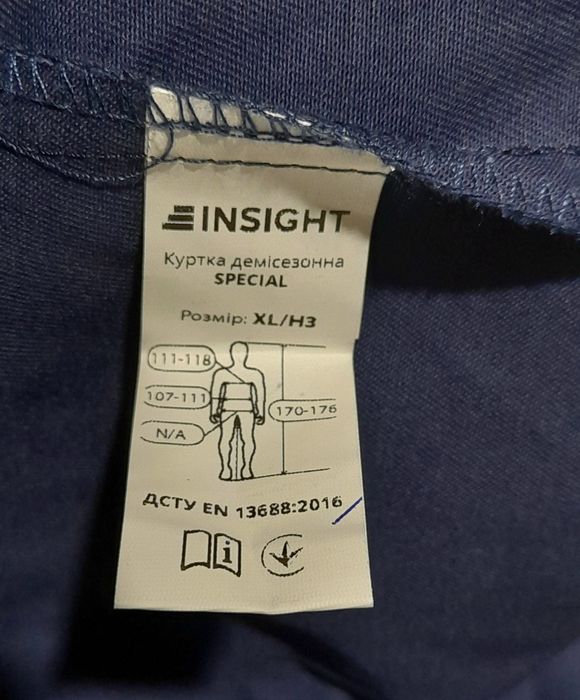 INSIGHT
Куртка демісезонна
SPECIAL
Розмір: XL/H3
111-118
107-111
170-176
N/A
ДСТУ EN 13688:2016
i